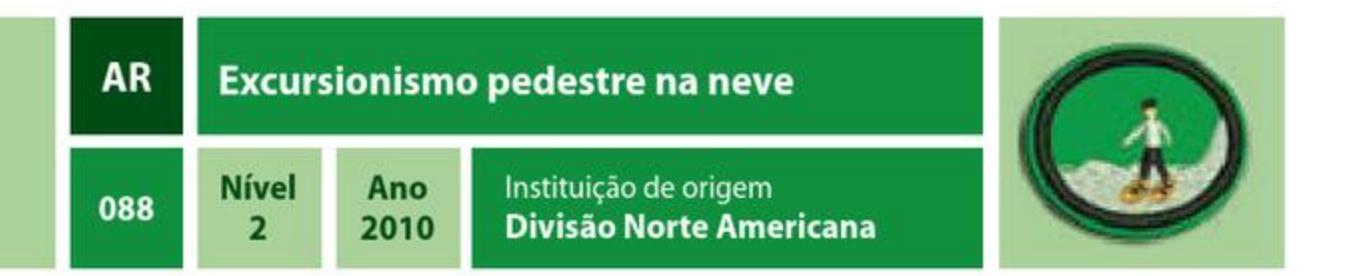 AR
Excursionismo pedestre na neve
088
Nível
2
Ano
2010
Instituição de origem
Divisão Norte Americana